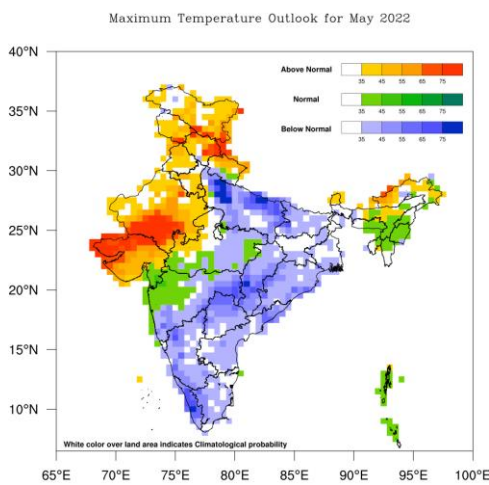 Maximum Temperature Outlook for May 2022
40°N
35°N
30°N
25°N
20°N
15°N
10°N
Above Normal
35 45 55 65 75
Normal
35 45 55 65 75
Below Normal
35 45 55 65 75
White color over land area indicates Climatological probability
65°E 70°E 75°E 80°E 85°E 90°E 95°E 100°E